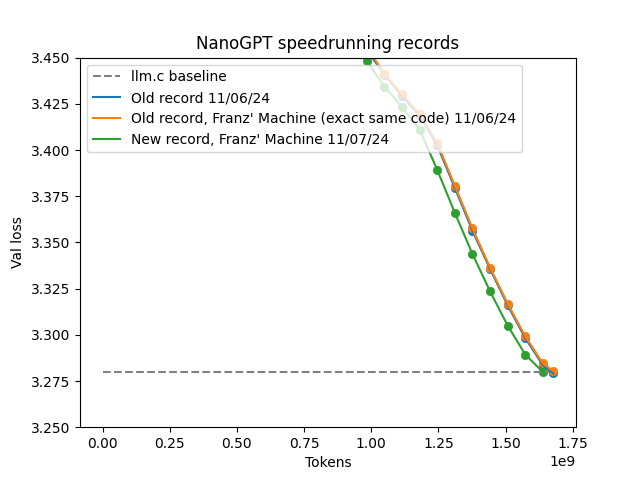 NanoGPT speedrunning records
3.450
3.425
3.400
3.375
3.350
3.325
3.300
3.275
3.250
Val loss
llm.c baseline
Old record 11/06/24
Old record, Franz' Machine (exact same code) 11/06/24
New record, Franz' Machine 11/07/24
0.00 0.25 0.50 0.75 1.00 1.25 1.50 1.75
1e9
Tokens